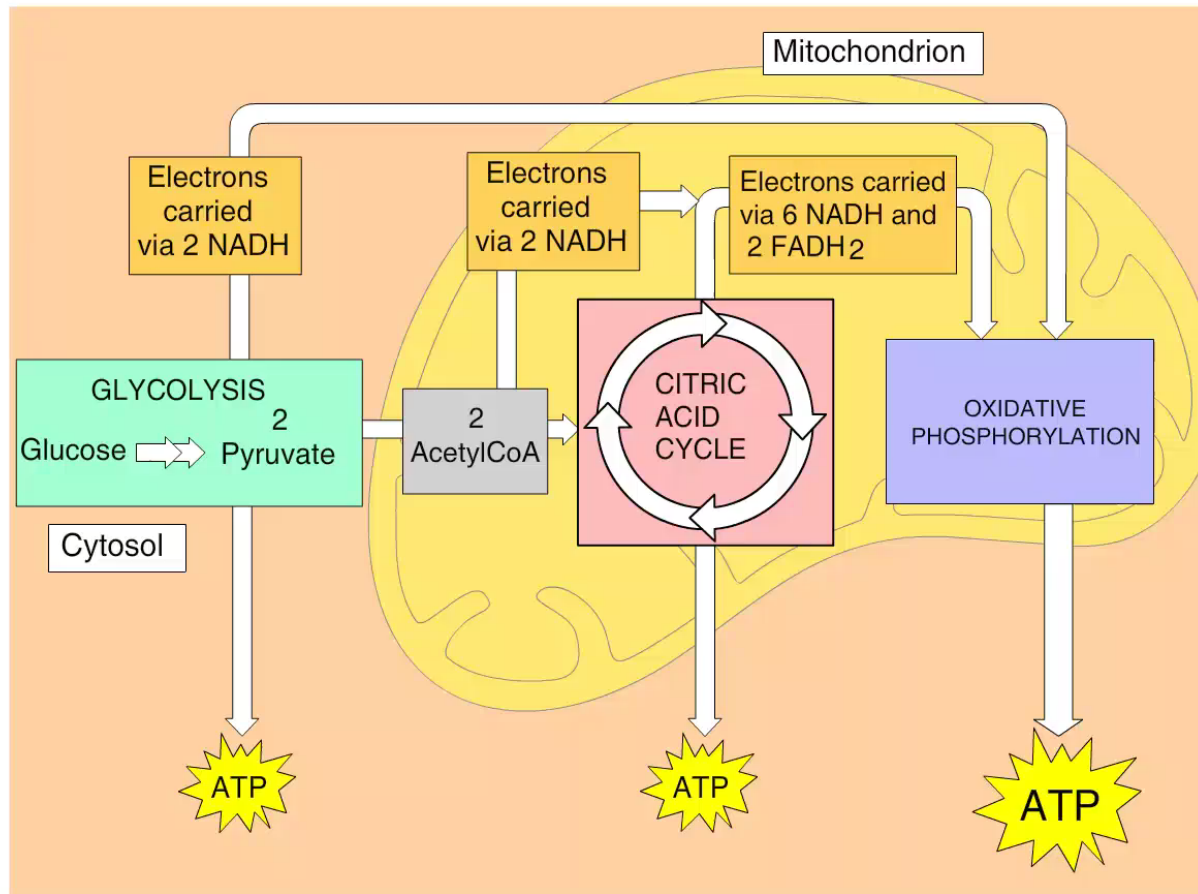 Mitochondrion
Electrons
carried
via 2 NADH
Electrons
carried
via 2 NADH
Electrons carried
via 6 NADH and
2 FADH2
GLYCOLYSIS
Glucose
2
Pyruvate
2
AcetylCoA
CITRIC
ACID
CYCLE
OXIDATIVE
PHOSPHORYLATION
Cytosol
ATP
ATP
ATP